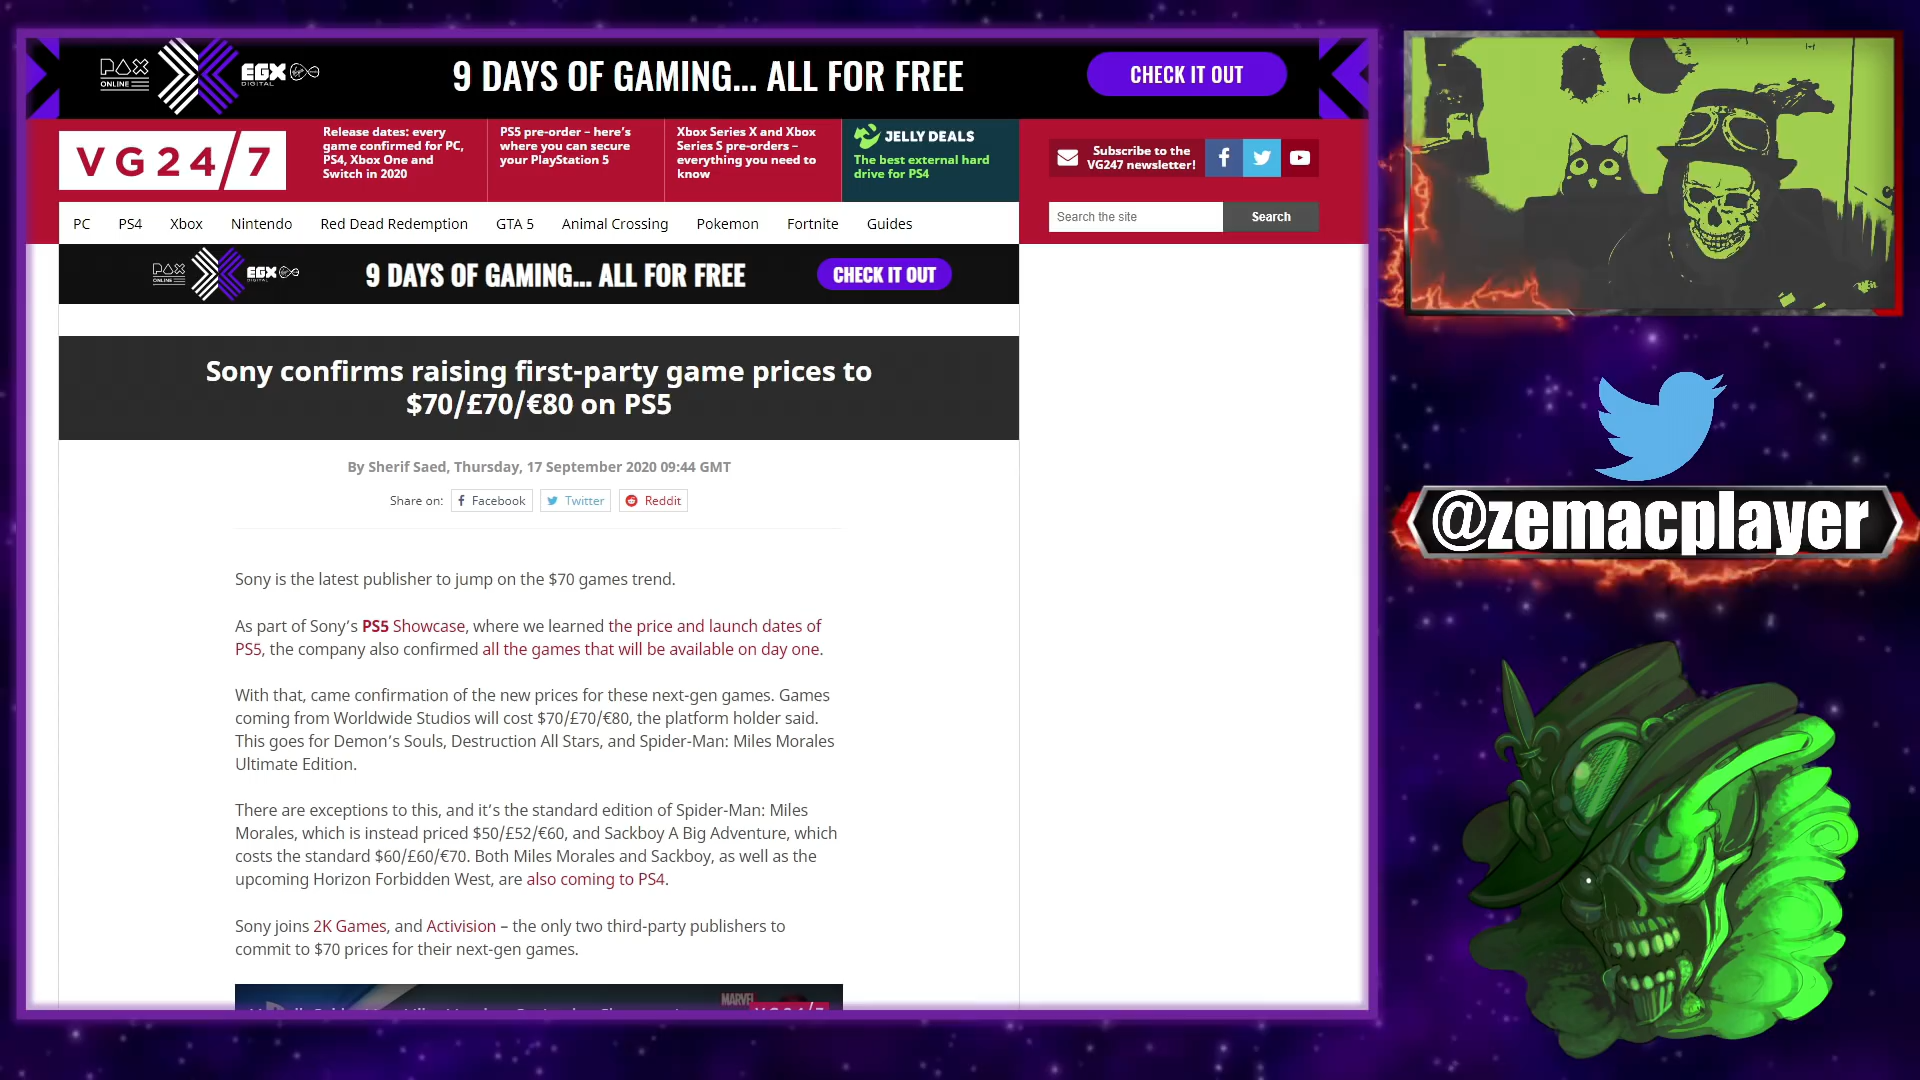 PAX
ONLINE
EGX
DIGITAL
9 DAYS OF GAMING... ALL FOR FREE
CHECK IT OUT
VG24/7
Release dates: every
game confirmed for PC,
PS4, Xbox One and
Switch in 2020
PS5 pre-order – here's
where you can secure
your PlayStation 5
Xbox Series X and Xbox
Series S pre-orders –
everything you need to
know
JELLY DEALS
The best external hard
drive for PS4
Subscribe to the
VG247 newsletter!
Search the site
Search
PC PS4 Xbox Nintendo Red Dead Redemption GTA 5 Animal Crossing Pokemon Fortnite Guides
PAX
ONLINE
EGX
DIGITAL
9 DAYS OF GAMING... ALL FOR FREE
CHECK IT OUT
Sony confirms raising first-party game prices to
$70/£70/€80 on PS5
By Sherif Saed, Thursday, 17 September 2020 09:44 GMT
Share on: Facebook Twitter Reddit
Sony is the latest publisher to jump on the $70 games trend.
As part of Sony's PS5 Showcase, where we learned the price and launch dates of
PS5, the company also confirmed all the games that will be available on day one.
With that, came confirmation of the new prices for these next-gen games. Games
coming from Worldwide Studios will cost $70/£70/€80, the platform holder said.
This goes for Demon's Souls, Destruction All Stars, and Spider-Man: Miles Morales
Ultimate Edition.
There are exceptions to this, and it's the standard edition of Spider-Man: Miles
Morales, which is instead priced $50/£52/€60, and Sackboy A Big Adventure, which
costs the standard $60/£60/€70. Both Miles Morales and Sackboy, as well as the
upcoming Horizon Forbidden West, are also coming to PS4.
Sony joins 2K Games, and Activision – the only two third-party publishers to
commit to $70 prices for their next-gen games.
MARVEL
VG24/7
@zemacplayer